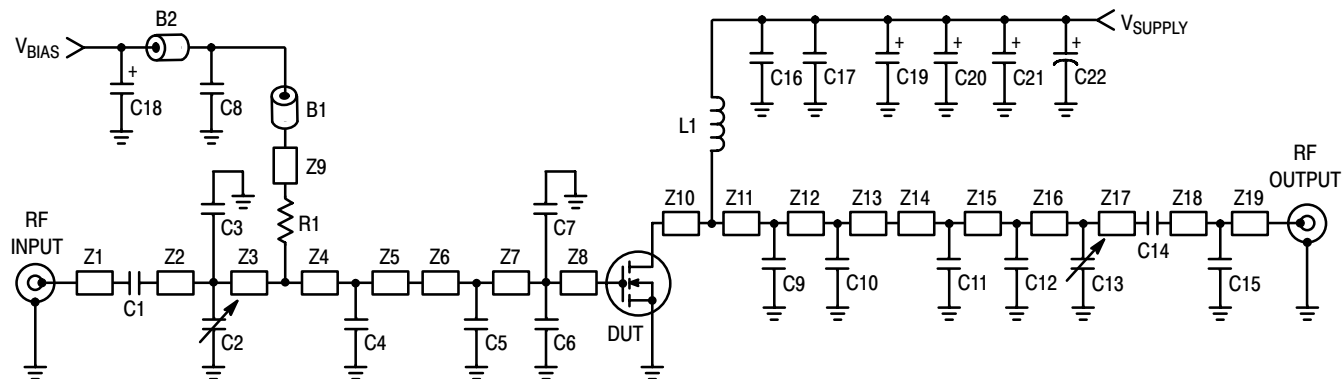 B2
V_BIAS
+
C18
C8
B1
Z9
R1
C3
RF
INPUT
Z1
C1
Z2
Z3
C2
Z4
C4
Z5
Z6
C5
Z7
C7
C6
Z8
DUT
Z10
L1
V_SUPPLY
C16
C17
+
C19
+
C20
+
C21
+
C22
Z11
C9
Z12
C10
Z13
Z14
C11
Z15
C12
Z16
C13
Z17
C14
Z18
C15
Z19
RF
OUTPUT